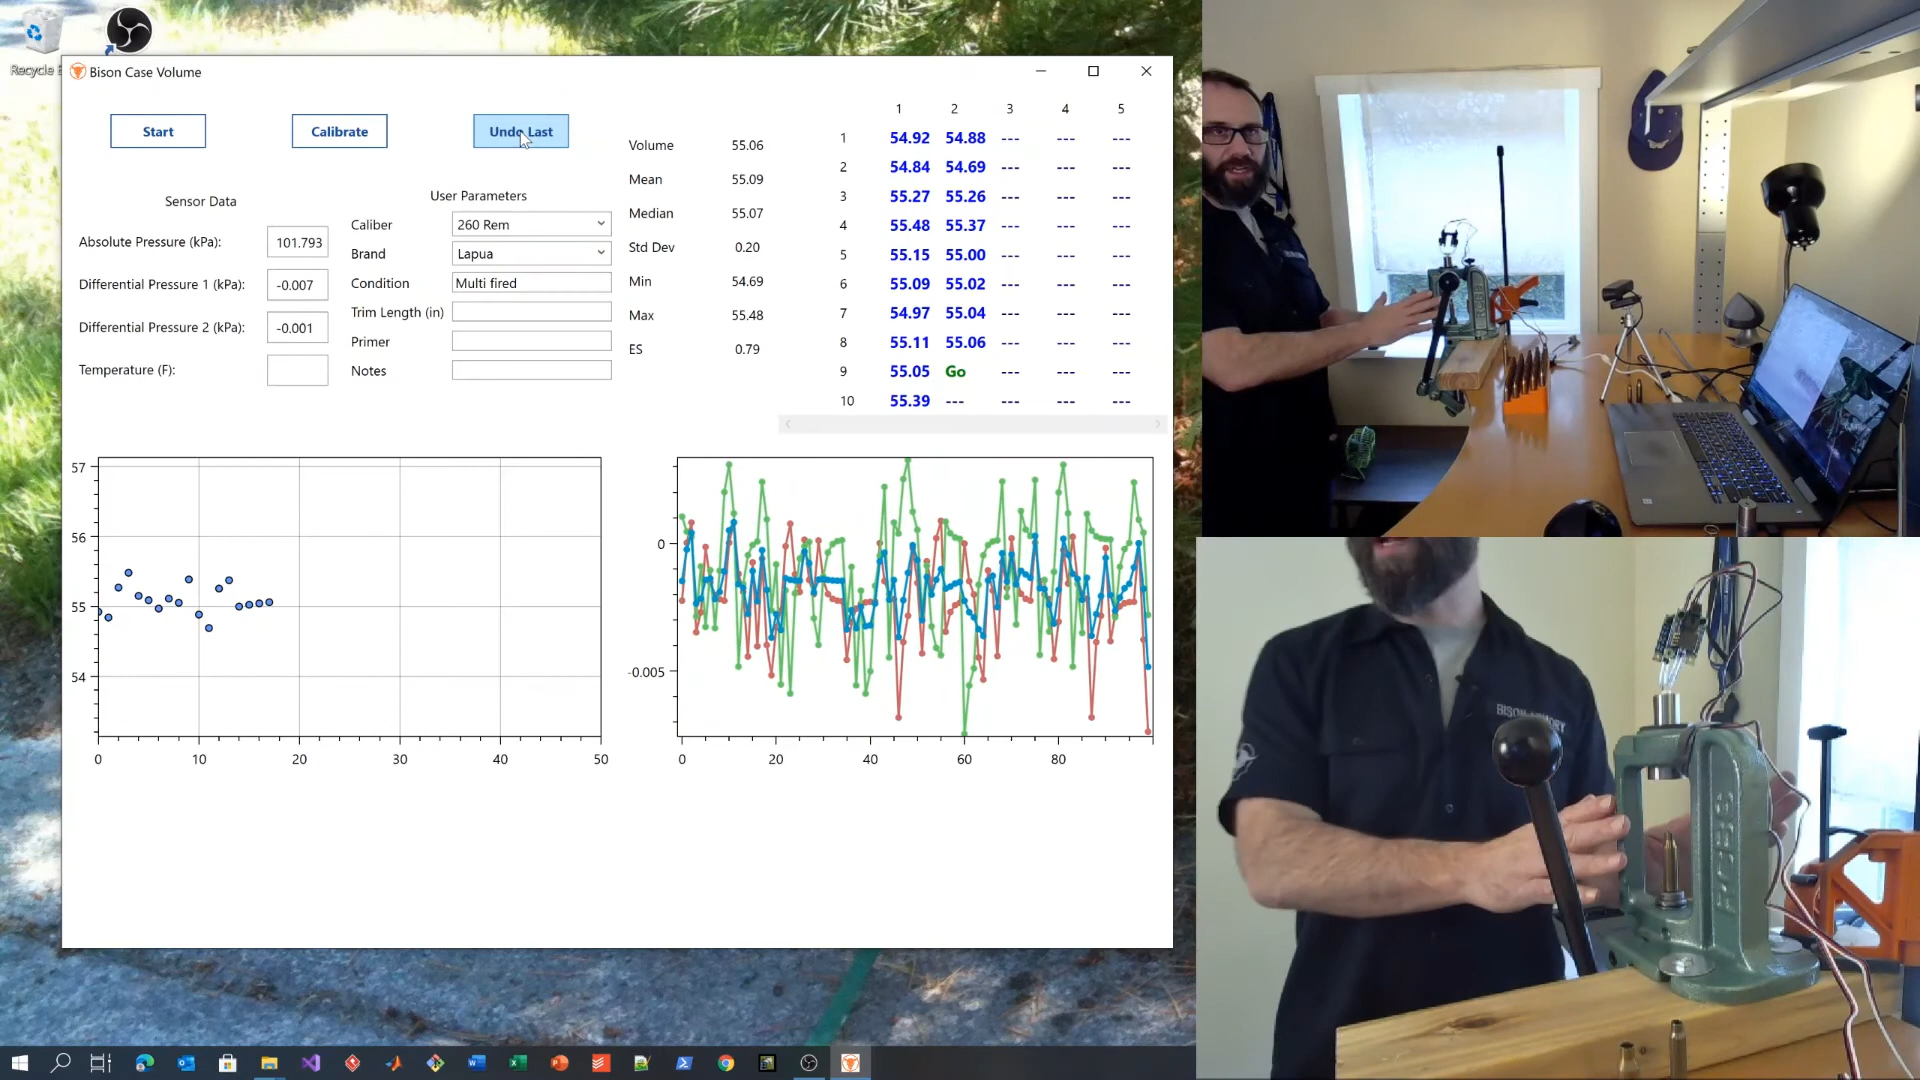 Recycle
Bison Case Volume
Start
Calibrate
Undo Last
Sensor Data
Absolute Pressure (kPa): 101.793
Differential Pressure 1 (kPa): -0.007
Differential Pressure 2 (kPa): -0.001
Temperature (F):
User Parameters
Caliber 260 Rem
Brand Lapua
Condition Multi fired
Trim Length (in)
Primer
Notes
Volume 55.06
Mean 55.09
Median 55.07
Std Dev 0.20
Min 54.69
Max 55.48
ES 0.79
1 2 3 4 5
1 54.92 54.88 --- --- ---
2 54.84 54.69 --- --- ---
3 55.27 55.26 --- --- ---
4 55.48 55.37 --- --- ---
5 55.15 55.00 --- --- ---
6 55.09 55.02 --- --- ---
7 54.97 55.04 --- --- ---
8 55.11 55.06 --- --- ---
9 55.05 Go --- --- ---
10 55.39 --- --- --- ---
57
56
55
54
0 10 20 30 40 50
0
-0.005
0 20 40 60 80
BISON ARMORY
RCBS